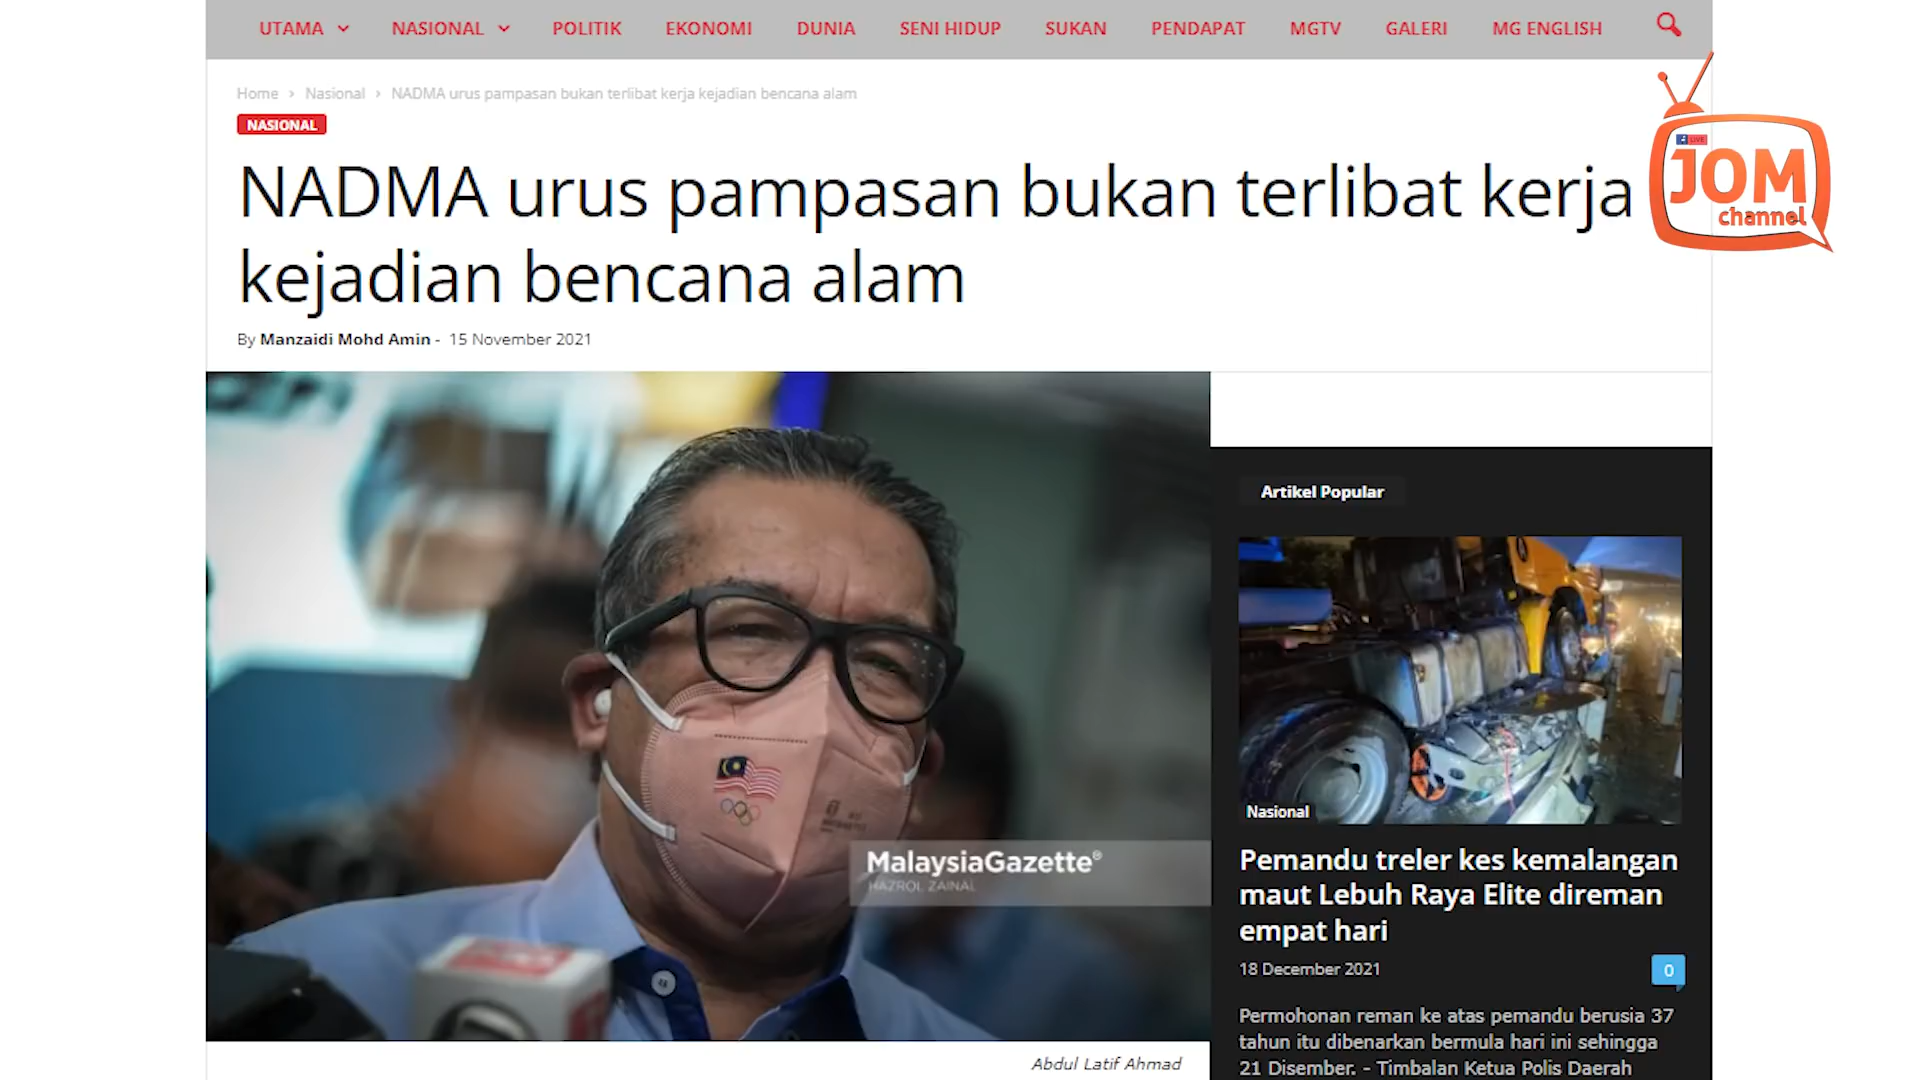 UTAMA NASIONAL POLITIK EKONOMI DUNIA SENI HIDUP SUKAN PENDAPAT MGTV GALERI MG ENGLISH
Home › Nasional › NADMA urus pampasan bukan terlibat kerja kejadian bencana alam
NASIONAL
NADMA urus pampasan bukan terlibat kerja
kejadian bencana alam
LIVE
JOM
channel
By Manzaidi Mohd Amin - 15 November 2021
MalaysiaGazette®
HAZROL ZAINAL
Abdul Latif Ahmad
Artikel Popular
Nasional
Pemandu treler kes kemalangan
maut Lebuh Raya Elite direman
empat hari
18 December 2021
0
Permohonan reman ke atas pemandu berusia 37
tahun itu dibenarkan bermula hari ini sehingga
21 Disember. - Timbalan Ketua Polis Daerah